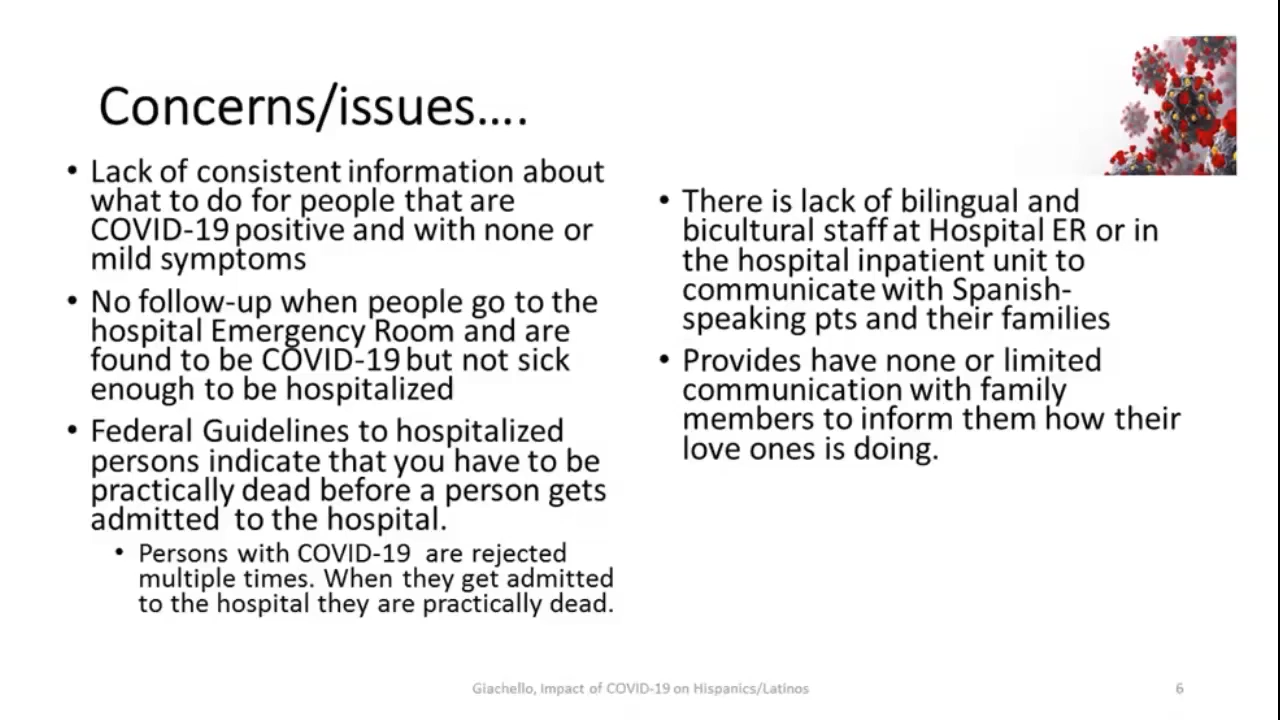 Concerns/issues....
• Lack of consistent information about
what to do for people that are
COVID-19 positive and with none or
mild symptoms
• No follow-up when people go to the
hospital Emergency Room and are
found to be COVID-19 but not sick
enough to be hospitalized
• Federal Guidelines to hospitalized
persons indicate that you have to be
practically dead before a person gets
admitted to the hospital.
• Persons with COVID-19 are rejected
multiple times. When they get admitted
to the hospital they are practically dead.
• There is lack of bilingual and
bicultural staff at Hospital ER or in
the hospital inpatient unit to
communicate with Spanish-
speaking pts and their families
• Provides have none or limited
communication with family
members to inform them how their
love ones is doing.
Giachello, Impact of COVID-19 on Hispanics/Latinos
6